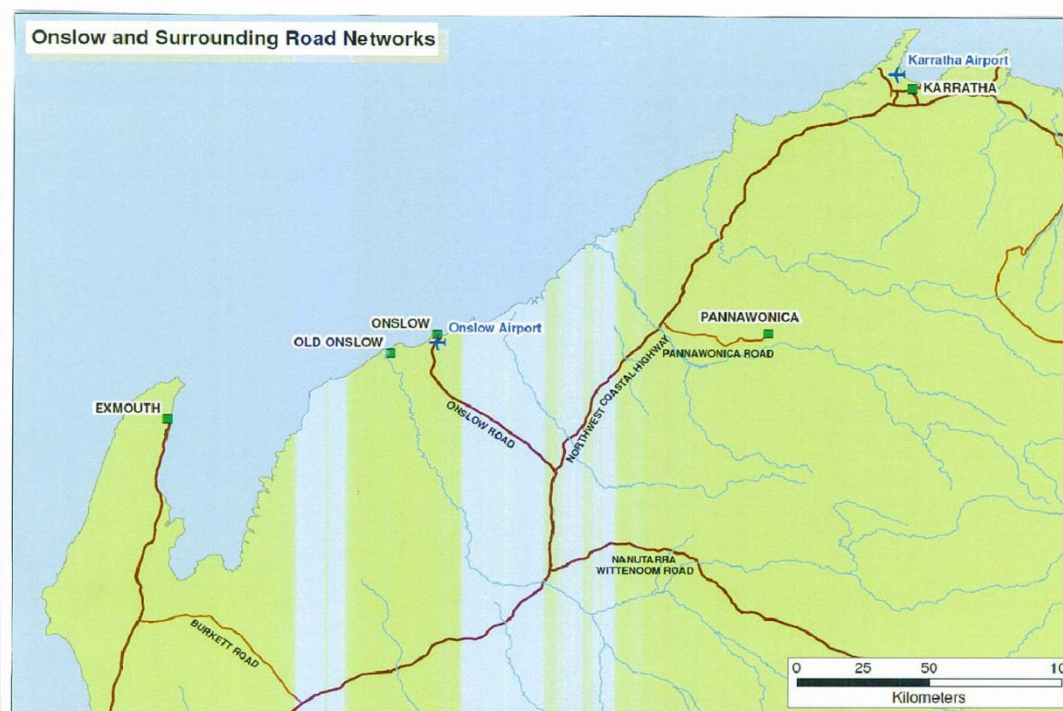 Onslow and Surrounding Road Networks
Karratha Airport
KARRATHA
ONSLOW
Onslow Airport
OLD ONSLOW
PANNAWONICA
PANNAWONICA ROAD
EXMOUTH
ONSLOW ROAD
NORTHWEST COASTAL HIGHWAY
NANUTARRA
WITTENOOM ROAD
BURKETT ROAD
0 25 50 10
Kilometers